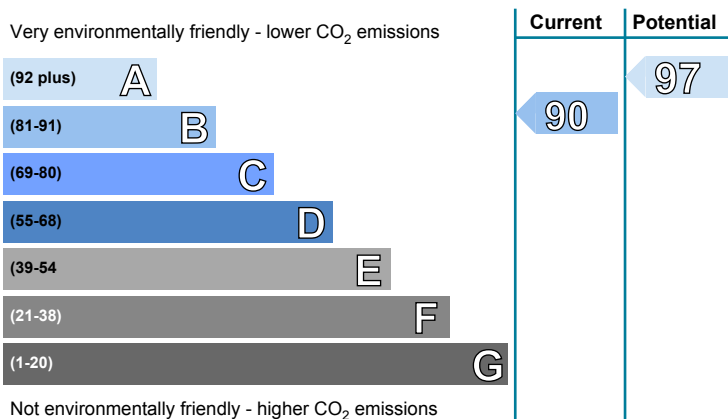 Very environmentally friendly - lower CO2 emissions
Current
Potential
(92 plus) A
97
(81-91) B
90
(69-80) C
(55-68) D
(39-54 E
(21-38) F
(1-20) G
Not environmentally friendly - higher CO2 emissions